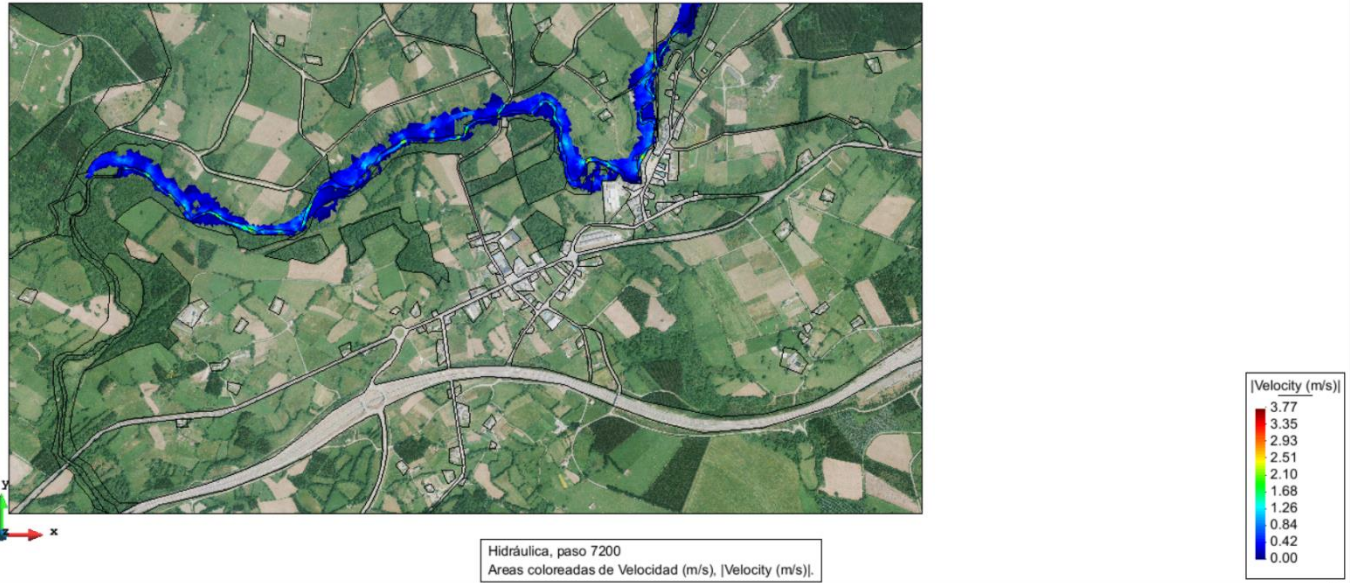 |Velocity (m/s)|
3.77
3.35
2.93
2.51
2.10
1.68
1.26
0.84
0.42
0.00
y
x
Hidráulica, paso 7200
Areas coloreadas de Velocidad (m/s), |Velocity (m/s)|.